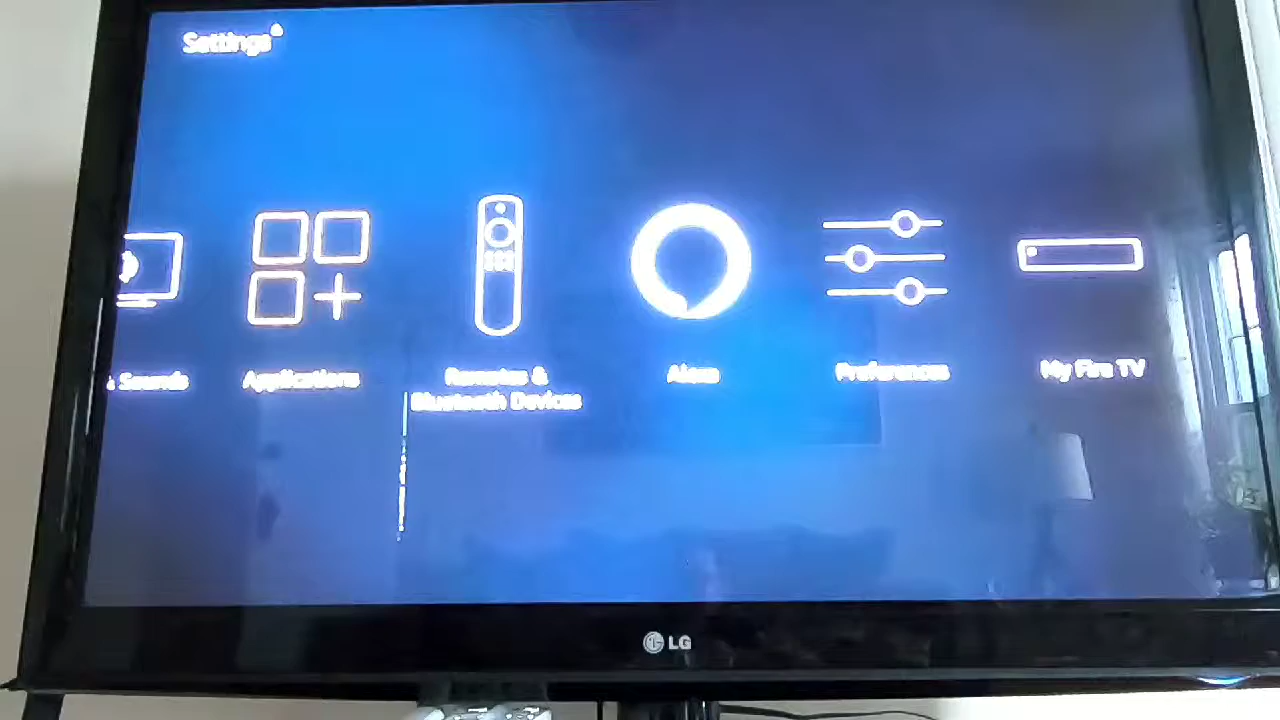 Settings
& Sounds
Applications
Remotes &
Bluetooth Devices
Alexa
Preferences
My Fire TV
LG